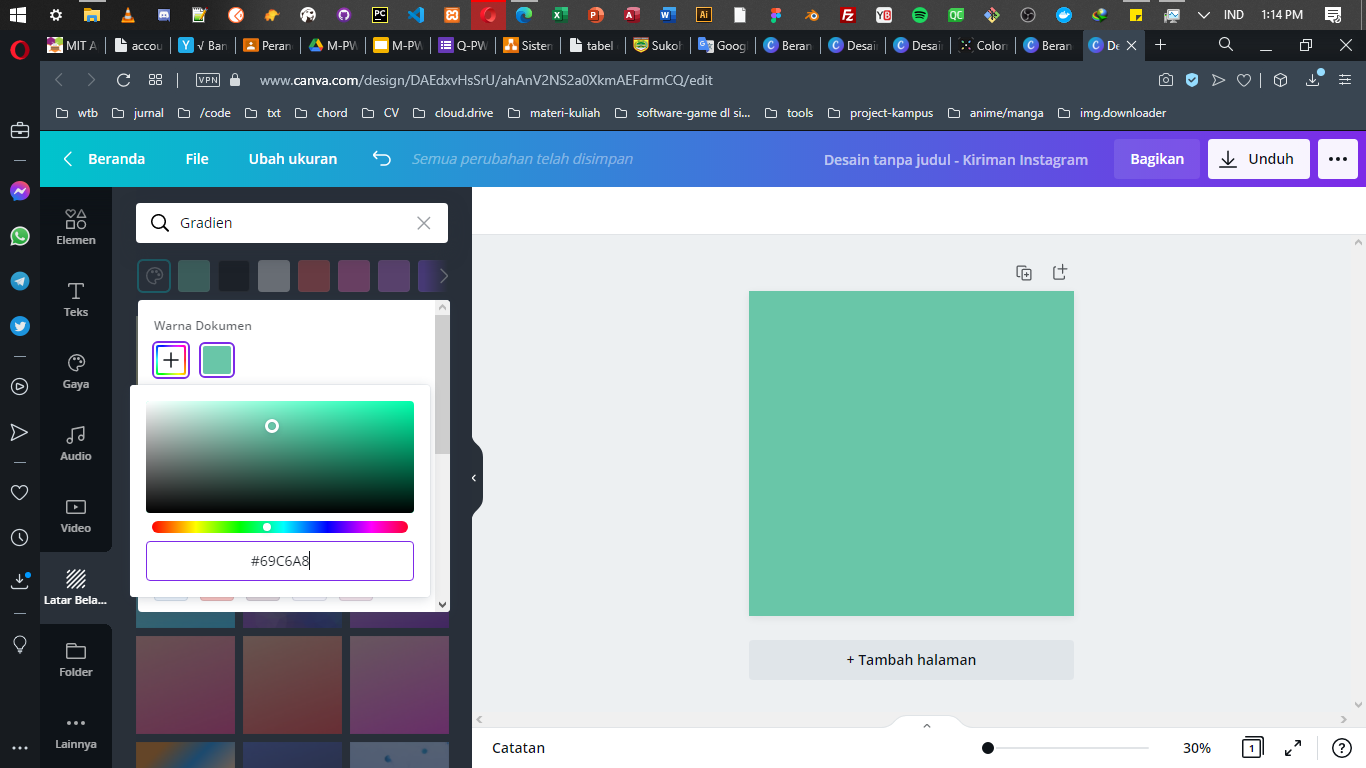 IND
1:14 PM
MIT A
accou
√ Ban
Peran
M-PW
M-PW
Q-PW
Sisten
tabel
Sukoh
Goog
Beran
Desai
Desai
Colon
Beran
De
VPN
www.canva.com/design/DAEdxvHsSrU/ahAnV2NS2a0XkmAEFdrmCQ/edit
wtb
jurnal
/code
txt
chord
CV
cloud.drive
materi-kuliah
software-game dl si...
tools
project-kampus
anime/manga
img.downloader
Beranda
File
Ubah ukuran
Semua perubahan telah disimpan
Desain tanpa judul - Kiriman Instagram
Bagikan
Unduh
Elemen
Teks
Gaya
Audio
Video
Latar Bela...
Folder
Lainnya
Gradien
Warna Dokumen
#69C6A8
+ Tambah halaman
Catatan
30%
1